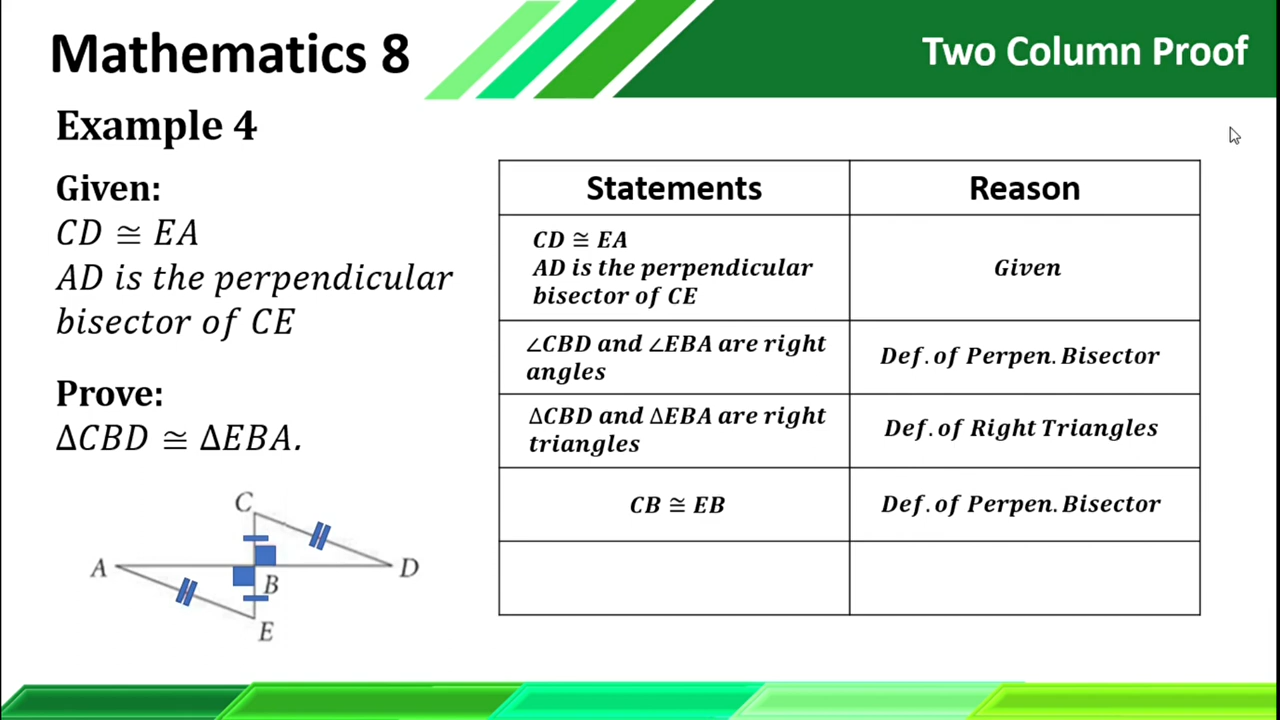 Mathematics 8
Two Column Proof
Example 4
Given:
CD ≅ EA
AD is the perpendicular
bisector of CE
Prove:
ΔCBD ≅ ΔEBA.
C
A
D
B
E
Statements
Reason
CD ≅ EA
AD is the perpendicular
bisector of CE
Given
∠CBD and ∠EBA are right
angles
Def. of Perpen. Bisector
ΔCBD and ΔEBA are right
triangles
Def. of Right Triangles
CB ≅ EB
Def. of Perpen. Bisector